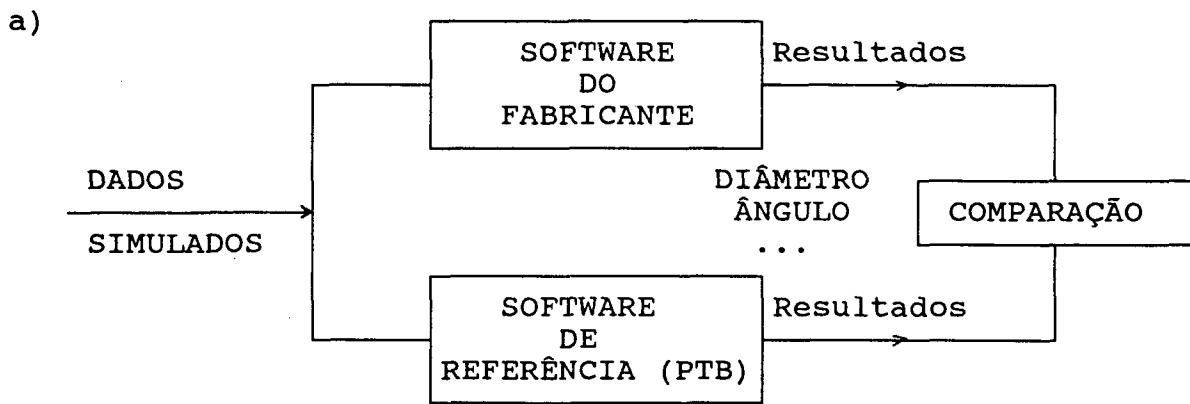 a)
SOFTWARE
DO
FABRICANTE
Resultados
DADOS
SIMULADOS
DIÂMETRO
ÂNGULO
...
COMPARAÇÃO
SOFTWARE
DE
REFERÊNCIA (PTB)
Resultados